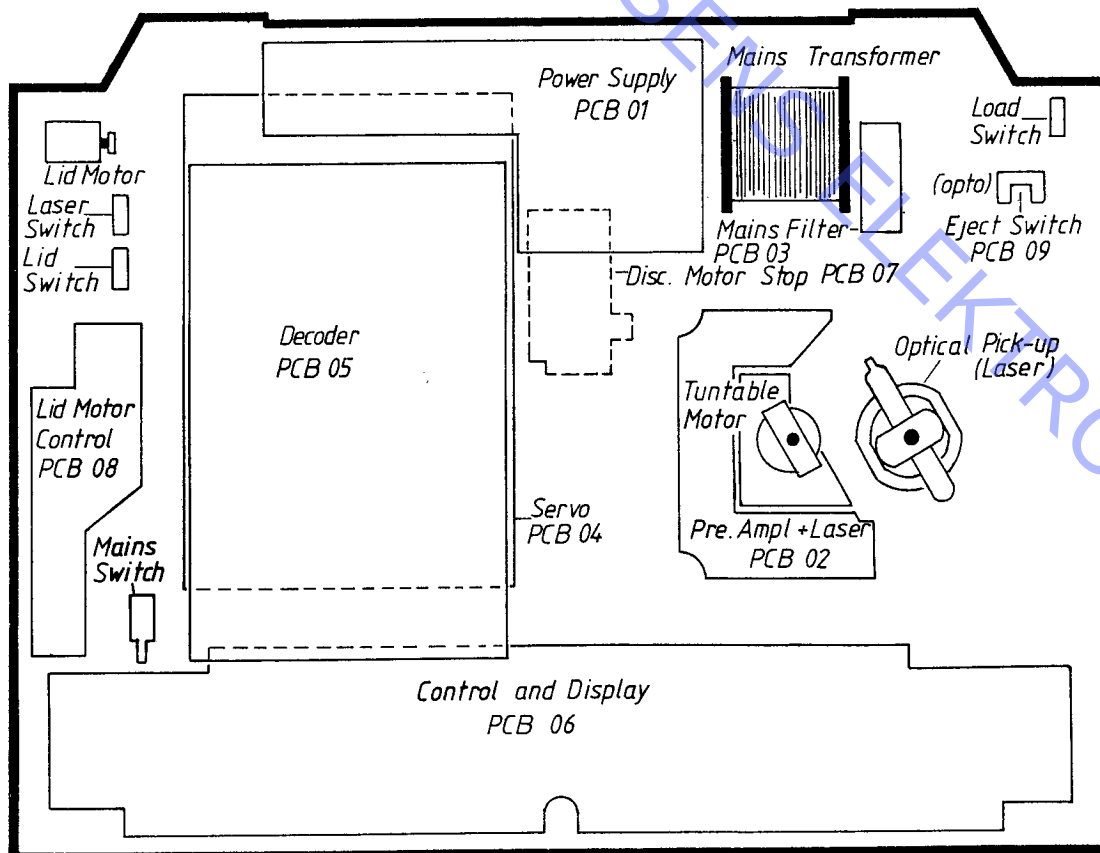 Mains Transformer
Power Supply
PCB 01
Load
Switch
Lid Motor
(opto)
Laser
Switch
Eject Switch
PCB 09
Mains Filter
PCB 03
Lid
Switch
Disc. Motor Stop PCB 07
Decoder
PCB 05
Optical Pick-up
(Laser)
Tuntable
Motor
Lid Motor
Control
PCB 08
Servo
PCB 04
Pre. Ampl + Laser
PCB 02
Mains
Switch
Control and Display
PCB 06
SENS ELEKTRO